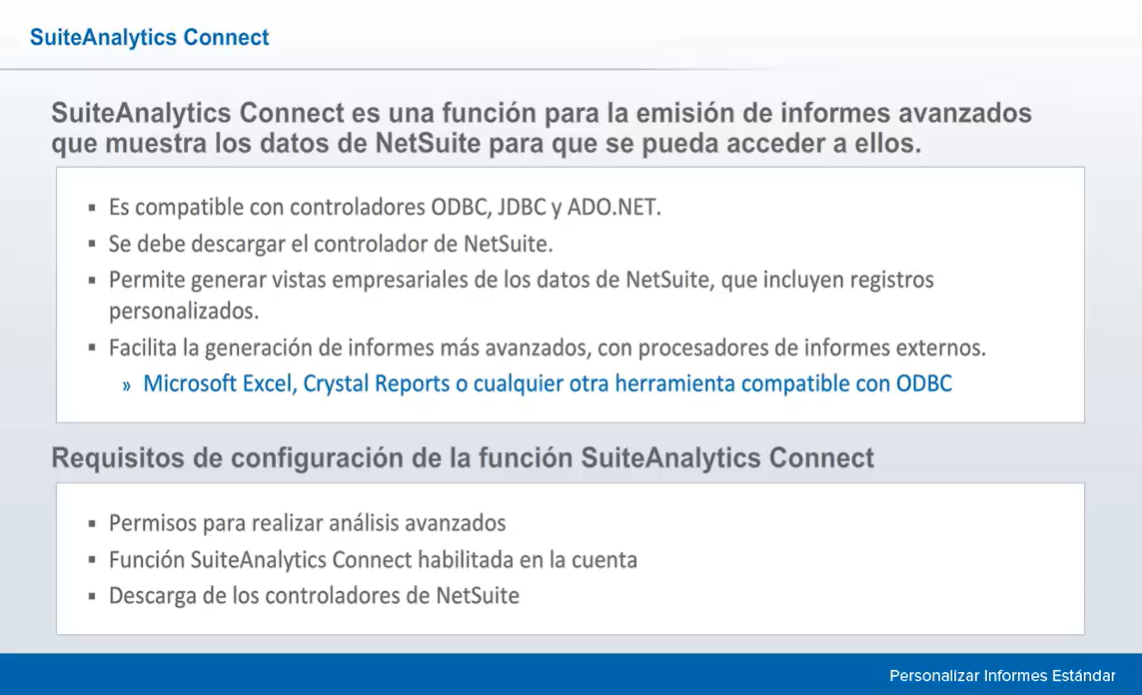 SuiteAnalytics Connect
SuiteAnalytics Connect es una función para la emisión de informes avanzados
que muestra los datos de NetSuite para que se pueda acceder a ellos.
▪ Es compatible con controladores ODBC, JDBC y ADO.NET.
▪ Se debe descargar el controlador de NetSuite.
▪ Permite generar vistas empresariales de los datos de NetSuite, que incluyen registros
personalizados.
▪ Facilita la generación de informes más avanzados, con procesadores de informes externos.
» Microsoft Excel, Crystal Reports o cualquier otra herramienta compatible con ODBC
Requisitos de configuración de la función SuiteAnalytics Connect
▪ Permisos para realizar análisis avanzados
▪ Función SuiteAnalytics Connect habilitada en la cuenta
▪ Descarga de los controladores de NetSuite
Personalizar Informes Estándar